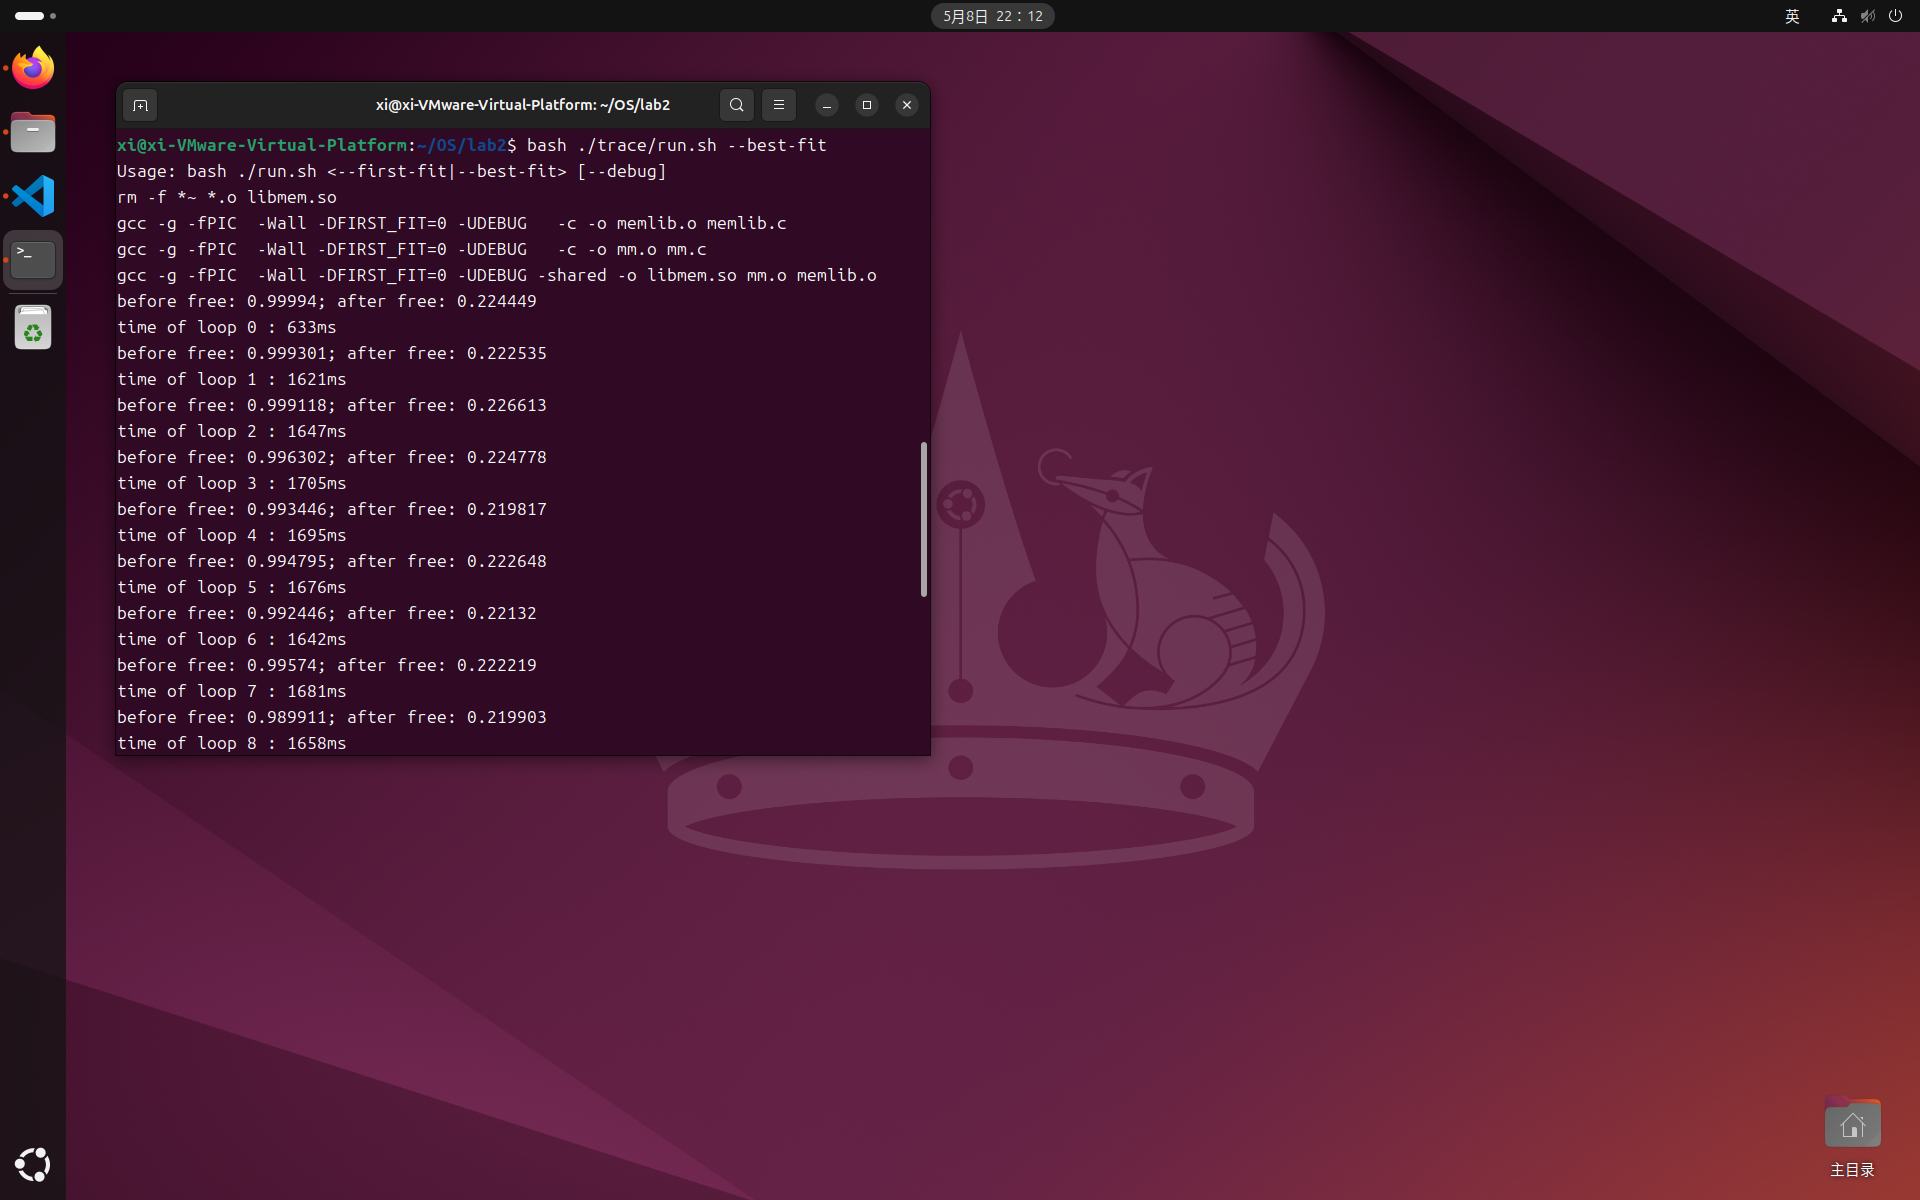 5月8日 22：12
英
xi@xi-VMware-Virtual-Platform: ~/OS/lab2
xi@xi-VMware-Virtual-Platform:~/OS/lab2$ bash ./trace/run.sh --best-fit
Usage: bash ./run.sh <--first-fit|--best-fit> [--debug]
rm -f *~ *.o libmem.so
gcc -g -fPIC  -Wall -DFIRST_FIT=0 -UDEBUG   -c -o memlib.o memlib.c
gcc -g -fPIC  -Wall -DFIRST_FIT=0 -UDEBUG   -c -o mm.o mm.c
gcc -g -fPIC  -Wall -DFIRST_FIT=0 -UDEBUG -shared -o libmem.so mm.o memlib.o
before free: 0.99994; after free: 0.224449
time of loop 0 : 633ms
before free: 0.999301; after free: 0.222535
time of loop 1 : 1621ms
before free: 0.999118; after free: 0.226613
time of loop 2 : 1647ms
before free: 0.996302; after free: 0.224778
time of loop 3 : 1705ms
before free: 0.993446; after free: 0.219817
time of loop 4 : 1695ms
before free: 0.994795; after free: 0.222648
time of loop 5 : 1676ms
before free: 0.992446; after free: 0.22132
time of loop 6 : 1642ms
before free: 0.99574; after free: 0.222219
time of loop 7 : 1681ms
before free: 0.989911; after free: 0.219903
time of loop 8 : 1658ms
>_
主目录